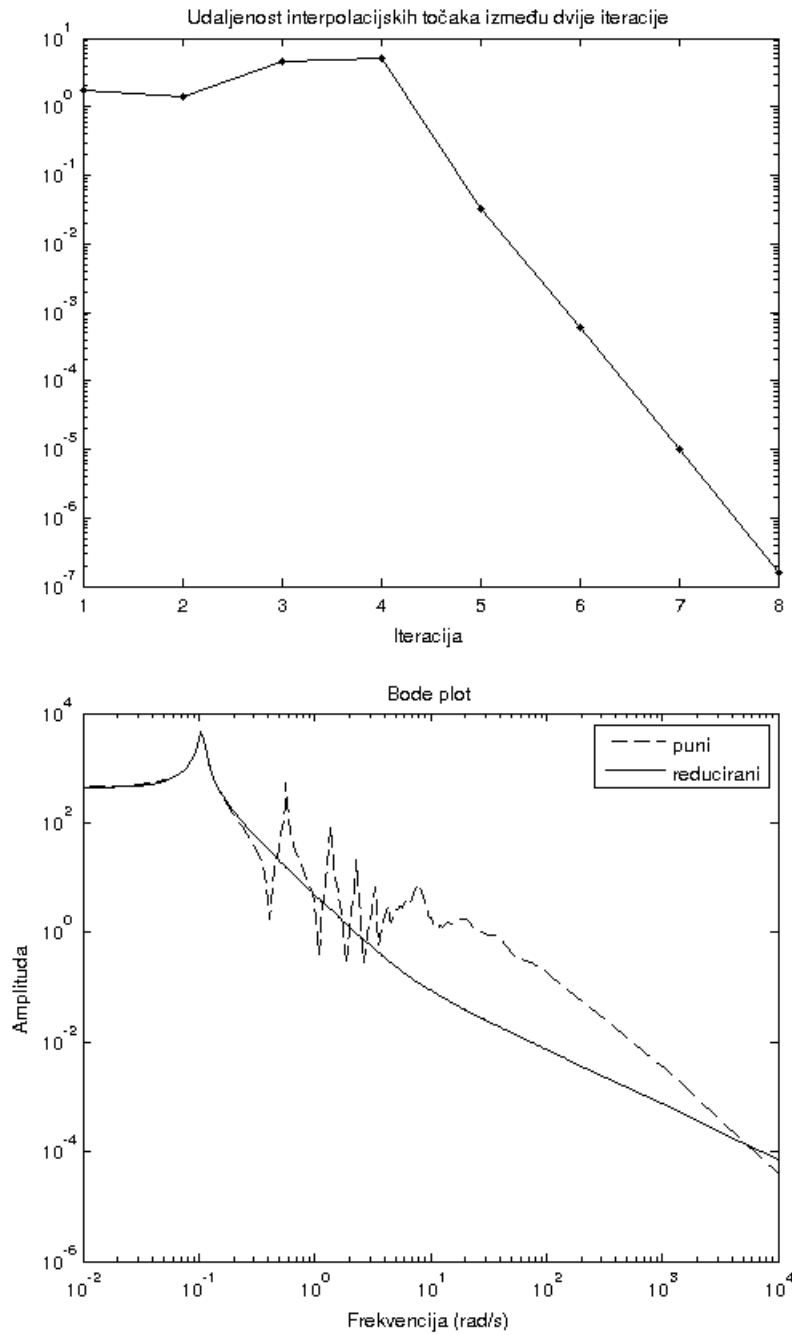 Udaljenost interpolacijskih točaka između dvije iteracije
10^1
10^0
10^-1
10^-2
10^-3
10^-4
10^-5
10^-6
10^-7
1 2 3 4 5 6 7 8
Iteracija
Bode plot
puni
reducirani
Amplituda
10^4
10^2
10^0
10^-2
10^-4
10^-6
10^-2 10^-1 10^0 10^1 10^2 10^3 10^4
Frekvencija (rad/s)